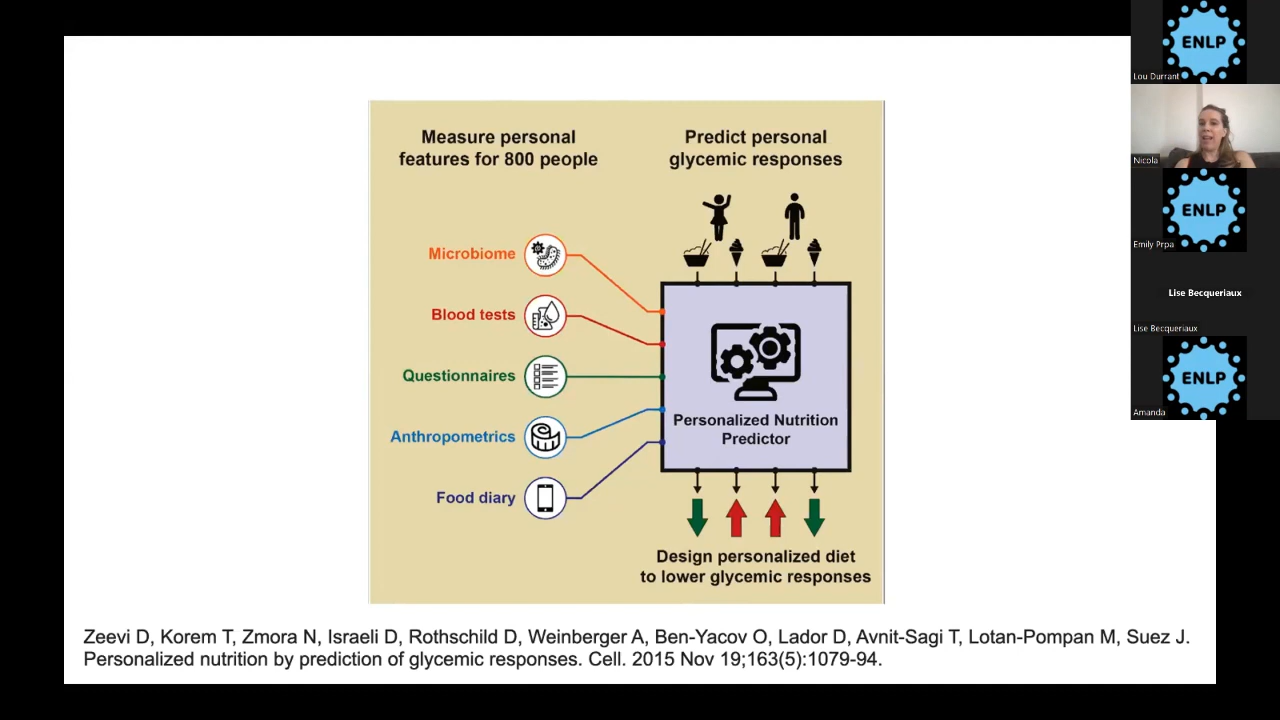 Measure personal
features for 800 people
Predict personal
glycemic responses
Microbiome
Blood tests
Questionnaires
Anthropometrics
Food diary
Personalized Nutrition
Predictor
Design personalized diet
to lower glycemic responses
Zeevi D, Korem T, Zmora N, Israeli D, Rothschild D, Weinberger A, Ben-Yacov O, Lador D, Avnit-Sagi T, Lotan-Pompan M, Suez J.
Personalized nutrition by prediction of glycemic responses. Cell. 2015 Nov 19;163(5):1079-94.
ENLP
Lou Durrant
Nicola
ENLP
Emily Prpa
Lise Becqueriaux
Lise Becqueriaux
ENLP
Amanda